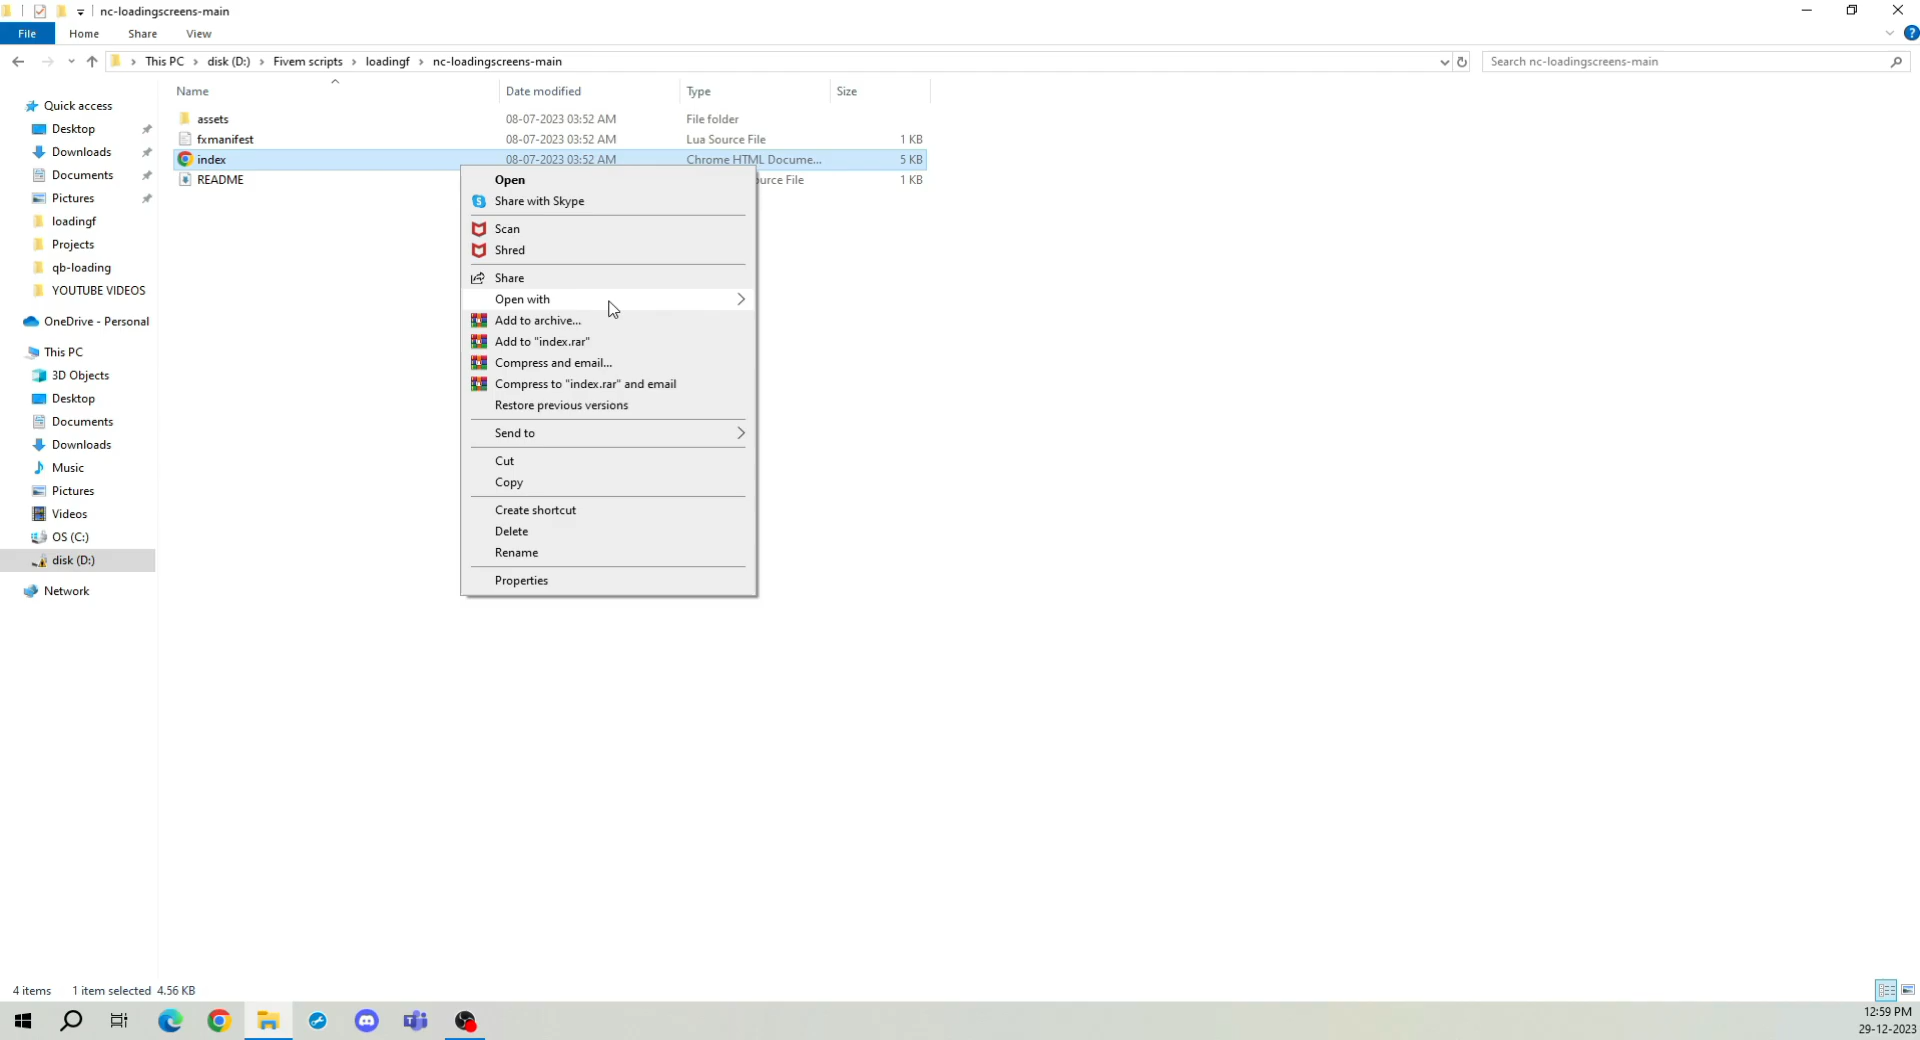 nc-loadingscreens-main
File Home Share View
This PC disk (D:) Fivem scripts loadingf nc-loadingscreens-main
Search nc-loadingscreens-main
Name Date modified Type Size
assets 08-07-2023 03:52 AM File folder
fxmanifest 08-07-2023 03:52 AM Lua Source File 1 KB
index 08-07-2023 03:52 AM Chrome HTML Docume... 5 KB
README Source File 1 KB
Quick access
Desktop
Downloads
Documents
Pictures
loadingf
Projects
qb-loading
YOUTUBE VIDEOS
OneDrive - Personal
This PC
3D Objects
Desktop
Documents
Downloads
Music
Pictures
Videos
OS (C:)
disk (D:)
Network
Open
Share with Skype
Scan
Shred
Share
Open with
Add to archive...
Add to "index.rar"
Compress and email...
Compress to "index.rar" and email
Restore previous versions
Send to
Cut
Copy
Create shortcut
Delete
Rename
Properties
4 items 1 item selected 4.56 KB
12:59 PM
29-12-2023